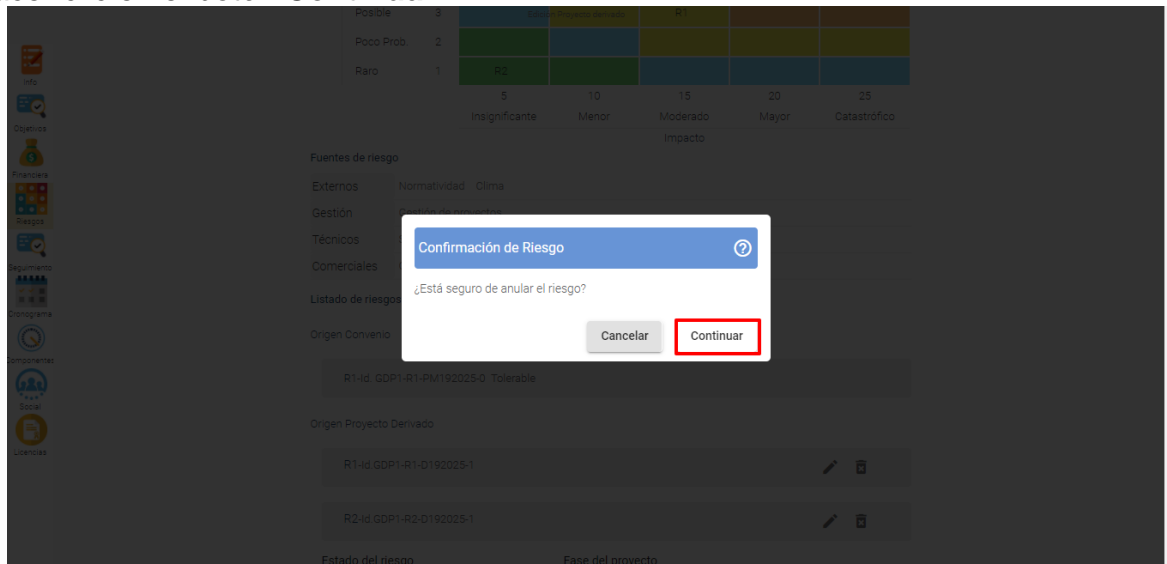 Posible 3 R1
Edición Proyecto derivado
Poco Prob. 2
Raro 1 R2
5 10 15 20 25
Insignificante Menor Moderado Mayor Catastrófico
Impacto
Info
Objetivos
Financiera
Riesgos
Seguimiento
Cronograma
Componentes
Social
Licencias
Fuentes de riesgo
Externos Normatividad Clima
Gestión Gestión de proyectos
Técnicos
Comerciales
Confirmación de Riesgo
¿Está seguro de anular el riesgo?
Cancelar Continuar
Listado de riesgos
Origen Convenio
R1-Id. GDP1-R1-PM192025-0 Tolerable
Origen Proyecto Derivado
R1-Id.GDP1-R1-D192025-1
R2-Id.GDP1-R2-D192025-1
Estado del riesgo Fase del proyecto